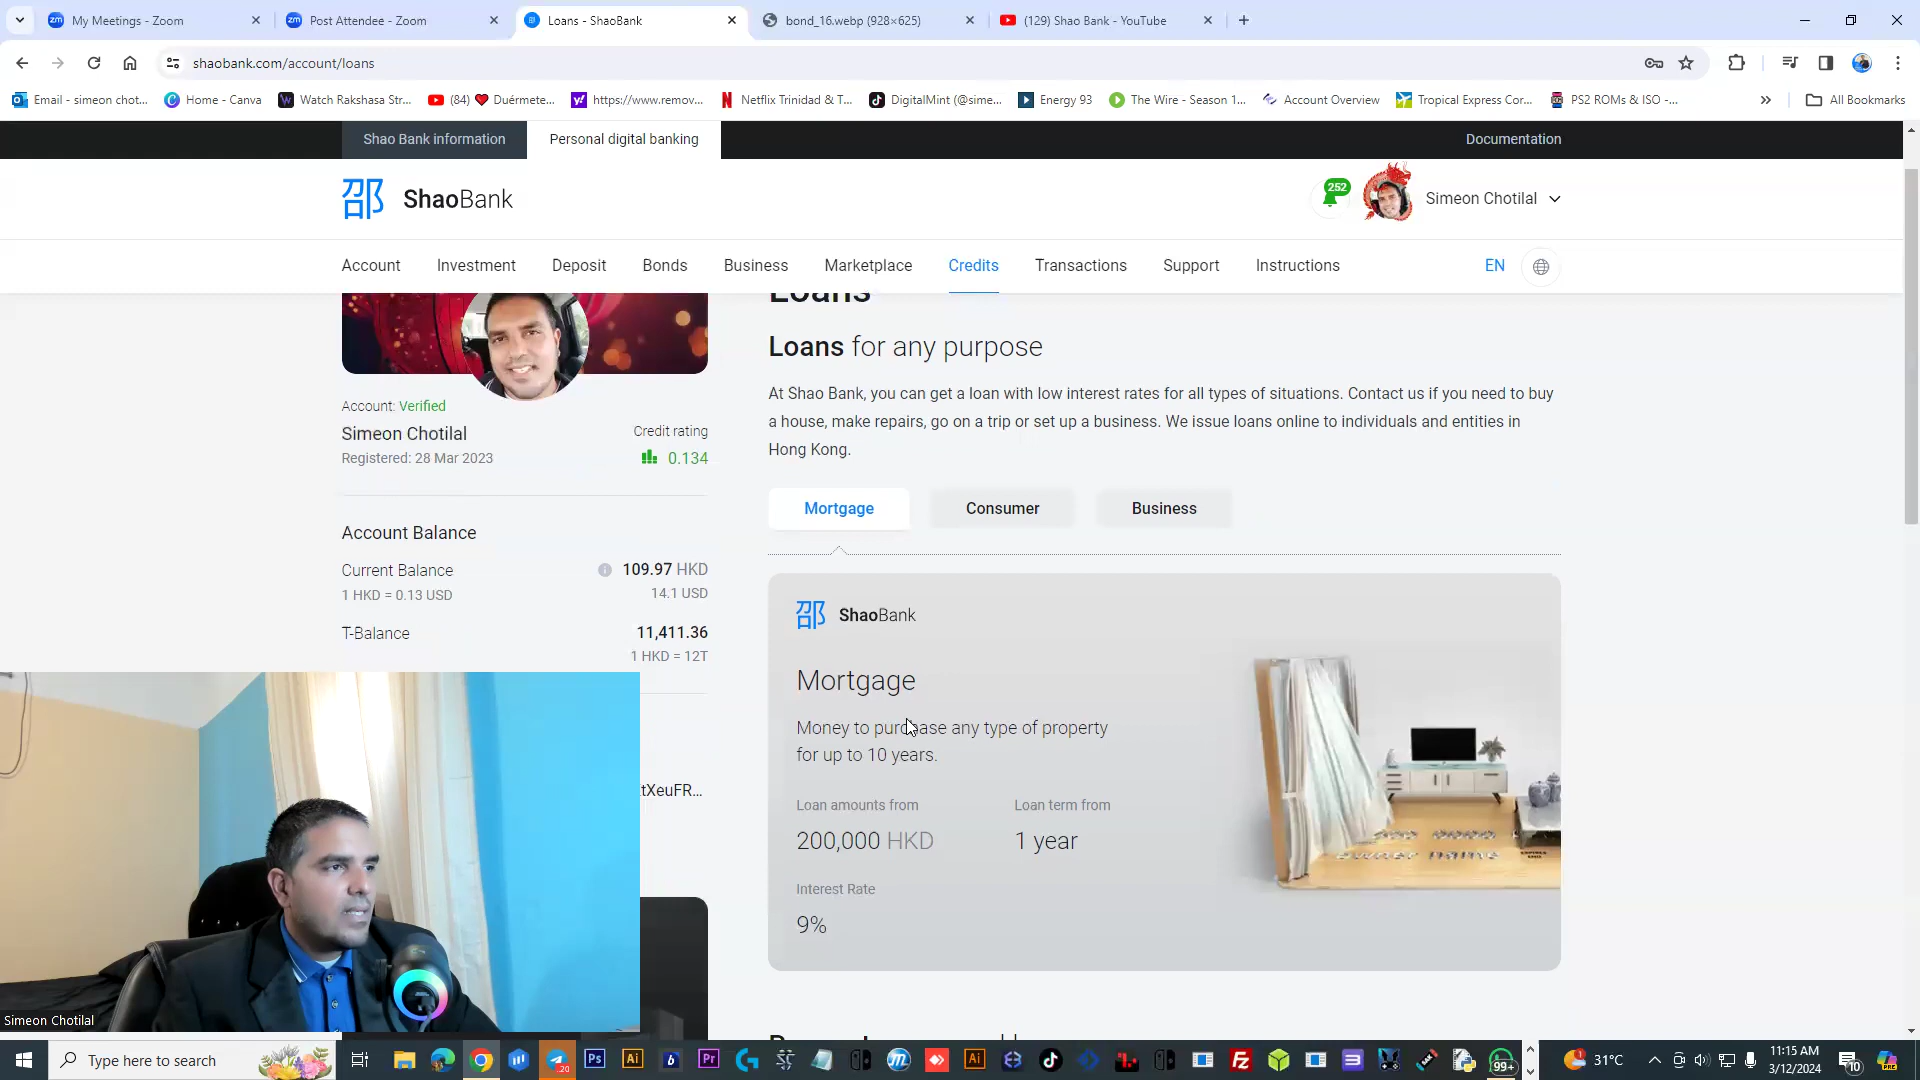 My Meetings - Zoom
Post Attendee - Zoom
Loans - ShaoBank
bond_16.webp (928×625)
(129) Shao Bank - YouTube
shaobank.com/account/loans
Email - simeon chot...
Home - Canva
Watch Rakshasa Str...
(84) ❤ Duérmete...
https://www.remov...
Netflix Trinidad & T...
DigitalMint (@sime...
Energy 93
The Wire - Season 1...
Account Overview
Tropical Express Cor...
PS2 ROMs & ISO -...
All Bookmarks
Shao Bank information
Personal digital banking
Documentation
邵 ShaoBank
252
Simeon Chotilal
Account
Investment
Deposit
Bonds
Business
Marketplace
Credits
Transactions
Support
Instructions
EN
Loans
Loans for any purpose
At Shao Bank, you can get a loan with low interest rates for all types of situations. Contact us if you need to buy
a house, make repairs, go on a trip or set up a business. We issue loans online to individuals and entities in
Hong Kong.
Account: Verified
Simeon Chotilal
Credit rating
Registered: 28 Mar 2023
0.134
Account Balance
Current Balance
109.97 HKD
1 HKD = 0.13 USD
14.1 USD
T-Balance
11,411.36
1 HKD = 12T
tXeuFR...
Mortgage
Consumer
Business
邵 ShaoBank
Mortgage
Money to purchase any type of property
for up to 10 years.
Loan amounts from
Loan term from
200,000 HKD
1 year
Interest Rate
9%
Simeon Chotilal
Type here to search
31°C
11:15 AM
3/12/2024